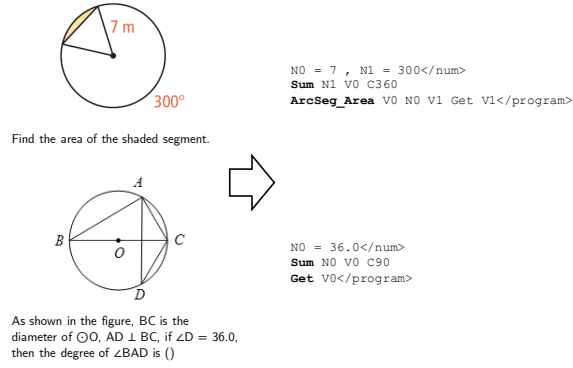 7 m
300°
N0 = 7 , N1 = 300</num>
Sum N1 V0 C360
ArcSeg_Area V0 N0 V1 Get V1</program>
Find the area of the shaded segment.
A
B
C
O
D
N0 = 36.0</num>
Sum N0 V0 C90
Get V0</program>
As shown in the figure, BC is the
diameter of ⊙O, AD ⊥ BC, if ∠D = 36.0,
then the degree of ∠BAD is ()